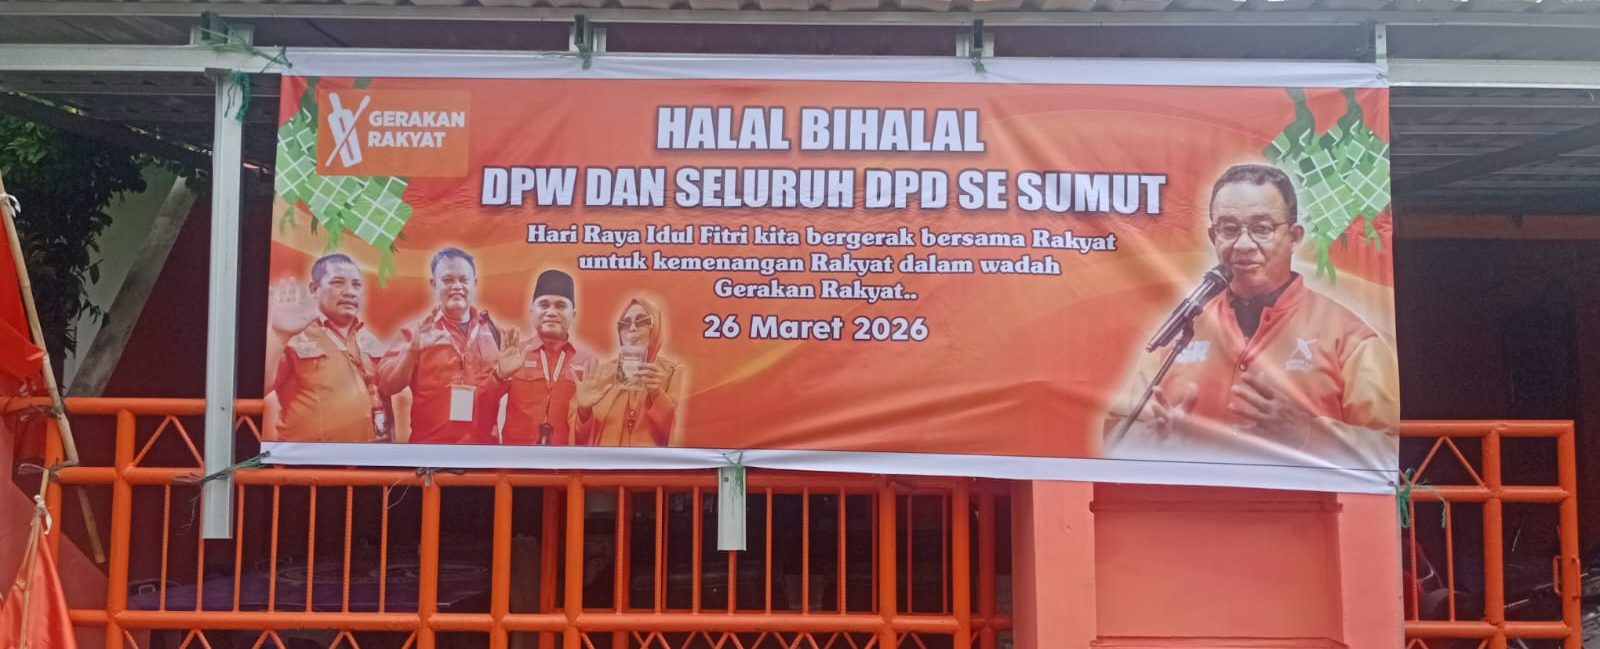 GERAKAN
RAKYAT
HALAL BIHALAL
DPW DAN SELURUH DPD SE SUMUT
Hari Raya Idul Fitri kita bergerak bersama Rakyat
untuk kemenangan Rakyat dalam wadah
Gerakan Rakyat..
26 Maret 2026